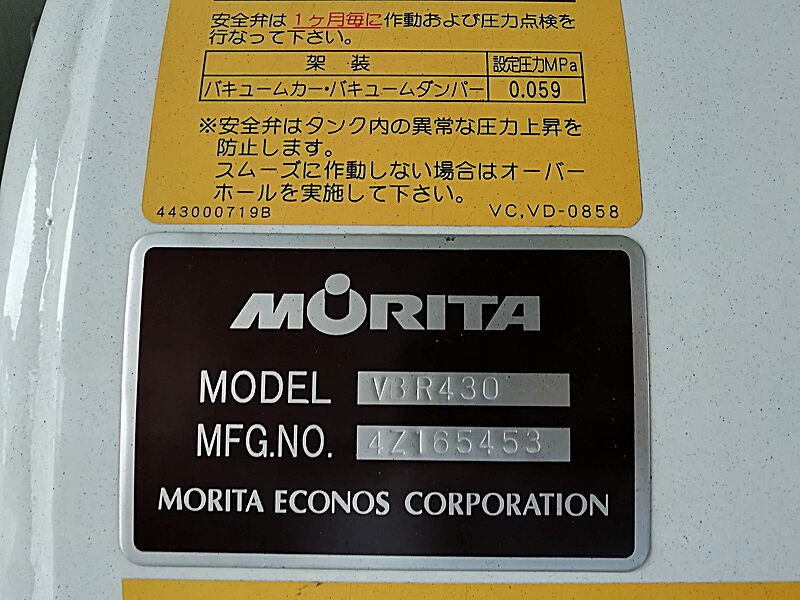 安全弁は1ヶ月毎に作動および圧力点検を
行なって下さい。
架装 設定圧力MPa
バキュームカー・バキュームダンパー 0.059
※安全弁はタンク内の異常な圧力上昇を
防止します。
スムーズに作動しない場合はオーバー
ホールを実施して下さい。
443000719B VC,VD-0858
MORITA
MODEL VBR430
MFG.NO. 4Z165453
MORITA ECONOS CORPORATION